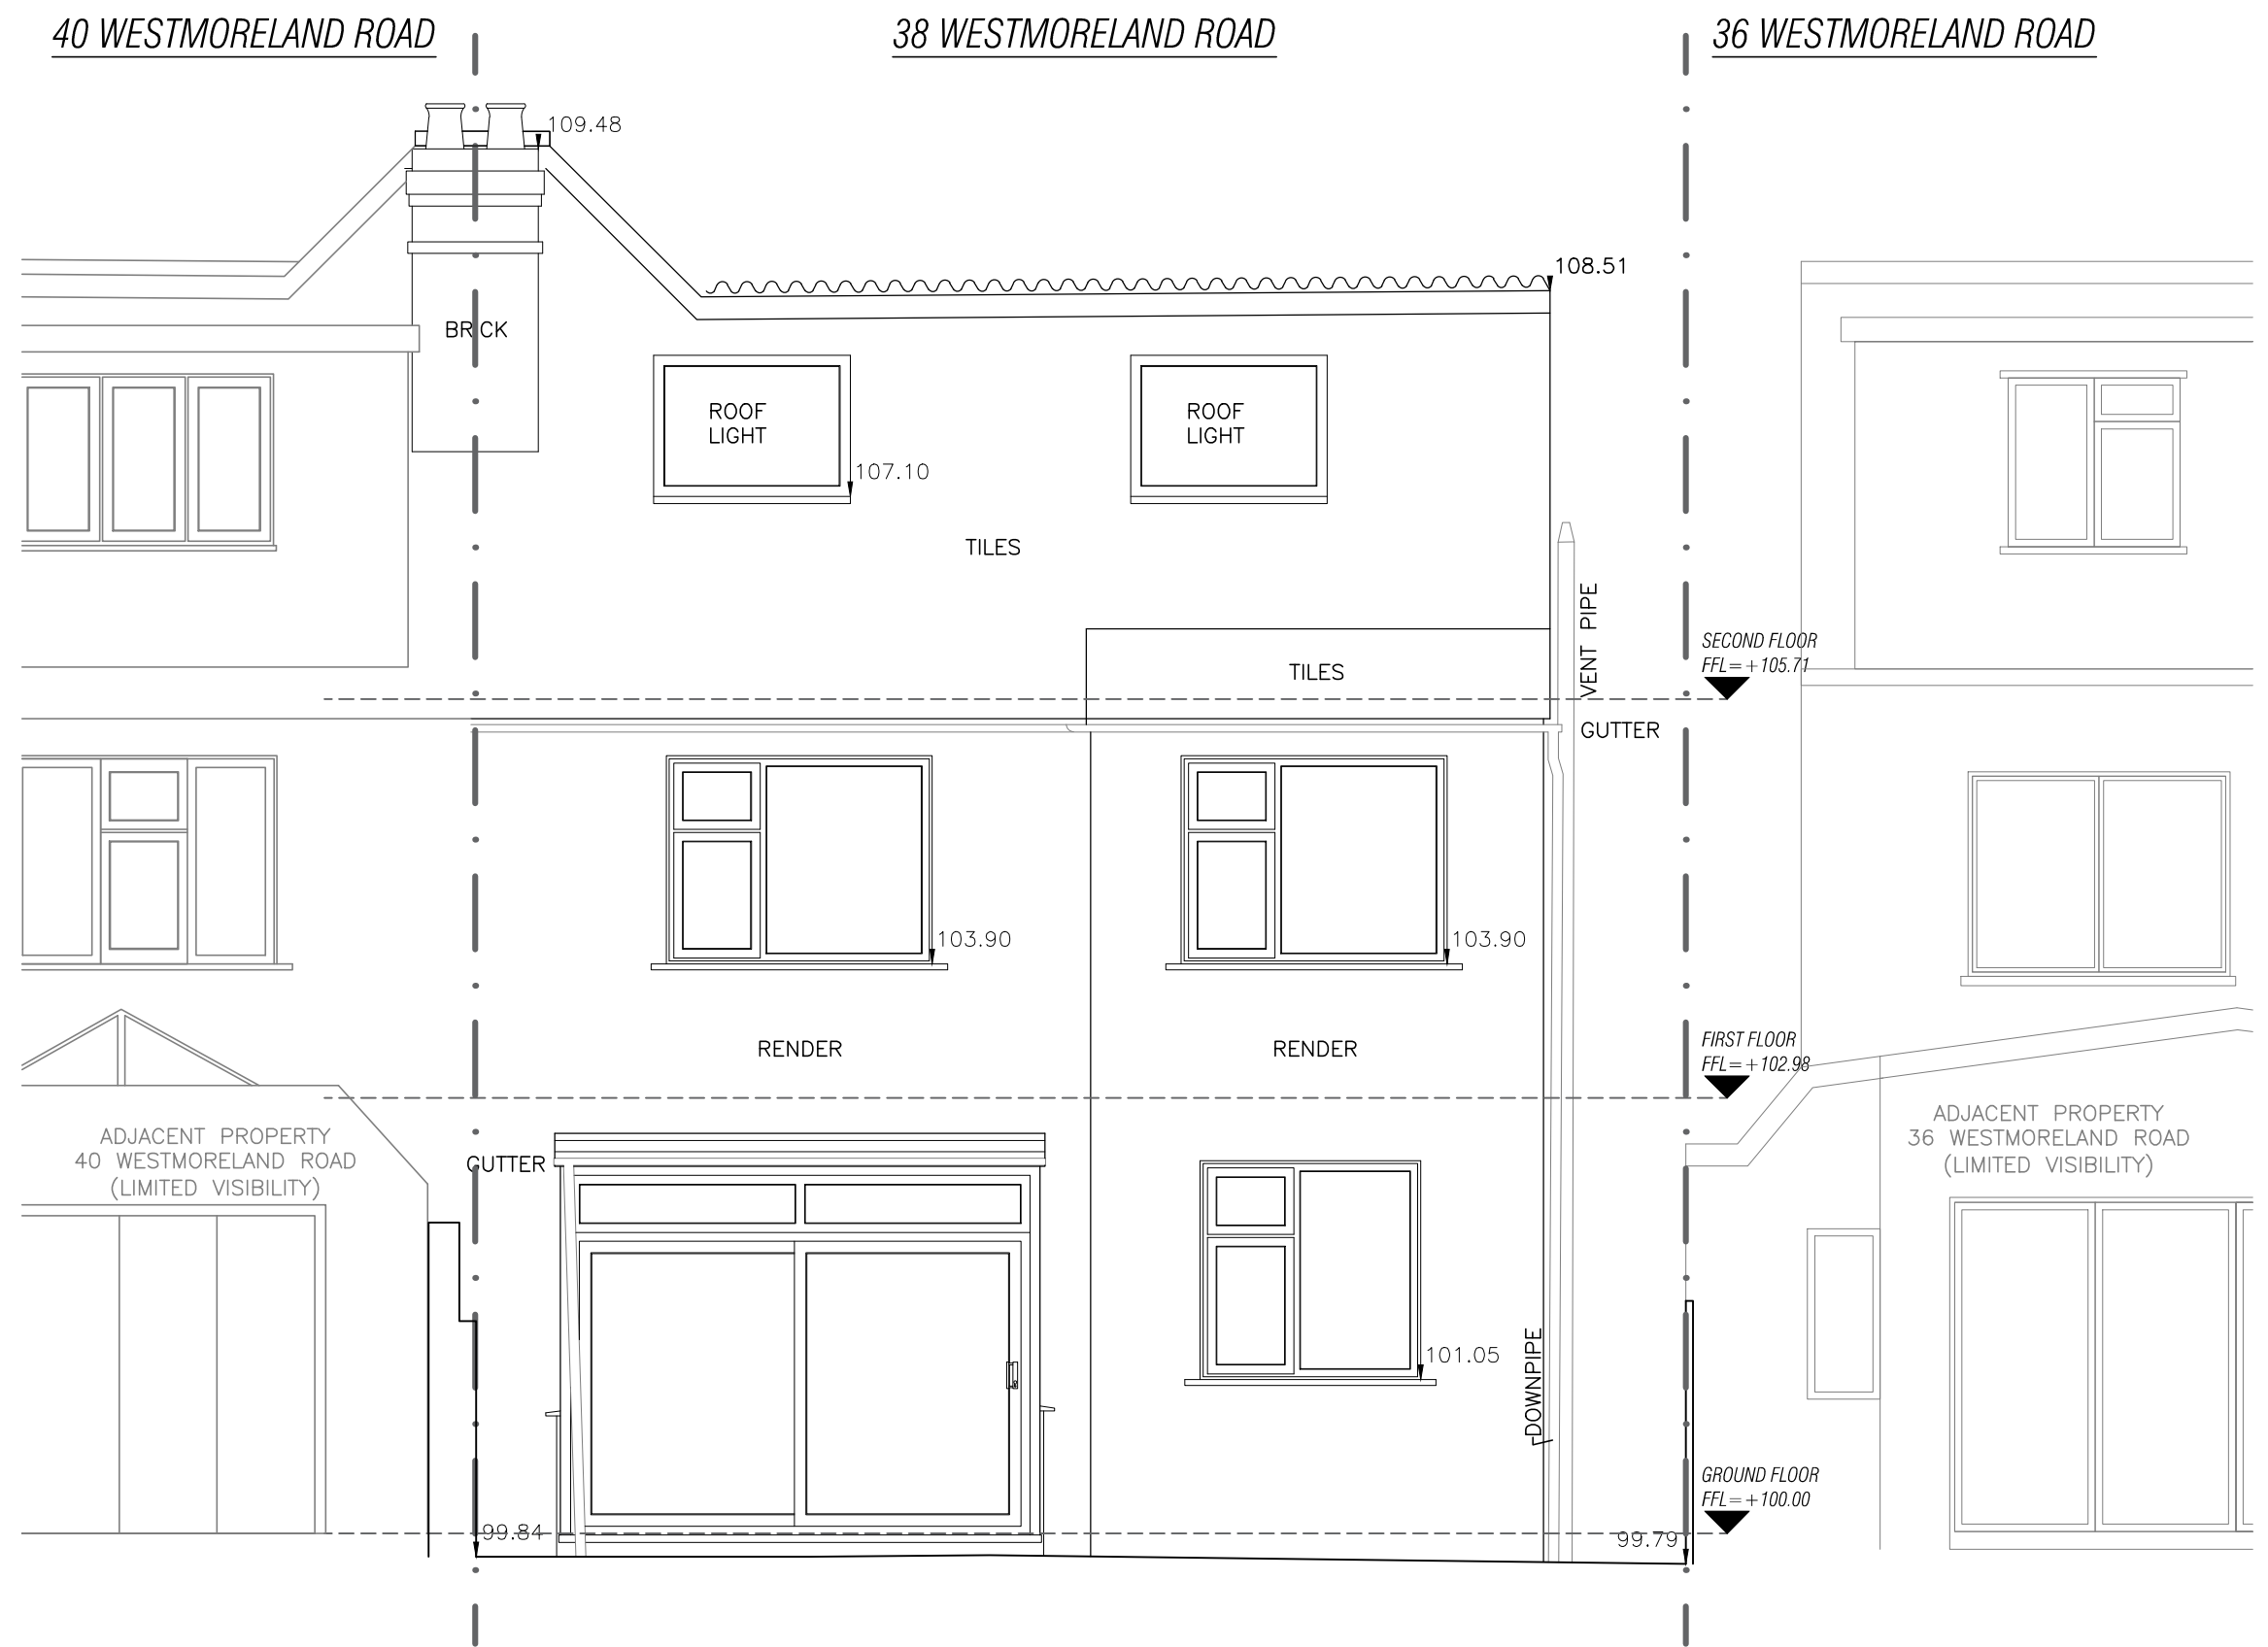 40 WESTMORELAND ROAD
38 WESTMORELAND ROAD
36 WESTMORELAND ROAD
109.48
108.51
BRICK
ROOF
LIGHT
ROOF
LIGHT
107.10
TILES
VENT PIPE
SECOND FLOOR
FFL=+105.71
TILES
GUTTER
103.90
103.90
RENDER
RENDER
FIRST FLOOR
FFL=+102.98
ADJACENT PROPERTY
40 WESTMORELAND ROAD
(LIMITED VISIBILITY)
GUTTER
ADJACENT PROPERTY
36 WESTMORELAND ROAD
(LIMITED VISIBILITY)
101.05
DOWNPIPE
GROUND FLOOR
FFL=+100.00
99.84
99.79